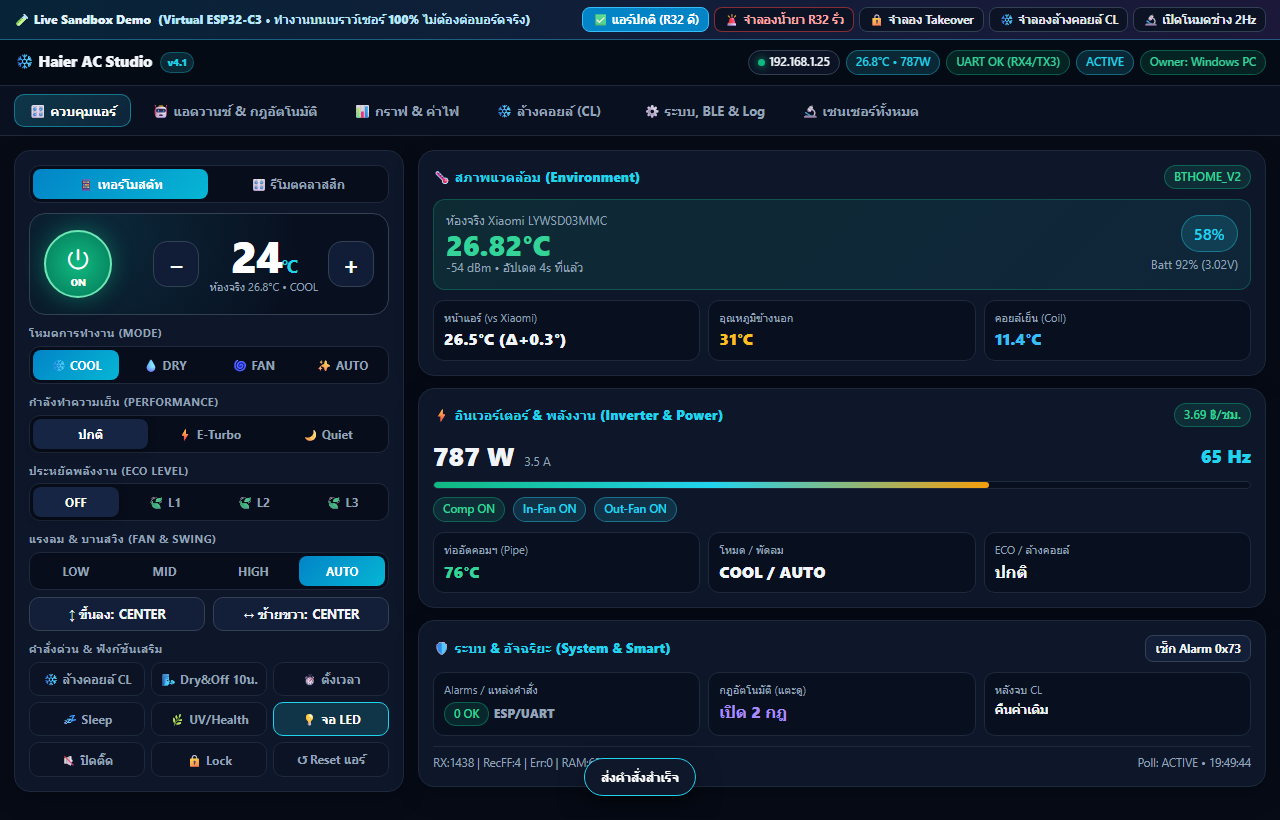 Live Sandbox Demo (Virtual ESP32-C3 • ทำงานบนเบราว์เซอร์ 100% ไม่ต้องต่อบอร์ดจริง)
แอร์ปกติ (R32 ดี)
จำลองน้ำยา R32 รั่ว
จำลอง Takeover
จำลองล้างคอยล์ CL
เปิดโหมดช่าง 2Hz
Haier AC Studio v4.1
192.168.1.25
26.8°C • 787W
UART OK (RX4/TX3)
ACTIVE
Owner: Windows PC
ควบคุมแอร์
แอดวานซ์ & กฎอัตโนมัติ
กราฟ & ค่าไฟ
ล้างคอยล์ (CL)
ระบบ, BLE & Log
เซนเซอร์ทั้งหมด
เทอร์โมสตัท
รีโมตคลาสสิก
ON
−
24°C
+
ห้องจริง 26.8°C • COOL
โหมดการทำงาน (MODE)
COOL
DRY
FAN
AUTO
กำลังทำความเย็น (PERFORMANCE)
ปกติ
E-Turbo
Quiet
ประหยัดพลังงาน (ECO LEVEL)
OFF
L1
L2
L3
แรงลม & บานสวิง (FAN & SWING)
LOW
MID
HIGH
AUTO
↕ขึ้นลง: CENTER
↔ซ้ายขวา: CENTER
คำสั่งด่วน & ฟังก์ชันเสริม
ล้างคอยล์ CL
Dry&Off 10น.
ตั้งเวลา
Sleep
UV/Health
จอ LED
ปิดติ๊ด
Lock
↺ Reset แอร์
สภาพแวดล้อม (Environment)
BTHOME_V2
ห้องจริง Xiaomi LYWSD03MMC
26.82°C
-54 dBm • อัปเดต 4s ที่แล้ว
58%
Batt 92% (3.02V)
หน้าแอร์ (vs Xiaomi)
26.5°C (Δ+0.3°)
อุณหภูมิข้างนอก
31°C
คอยล์เย็น (Coil)
11.4°C
อินเวอร์เตอร์ & พลังงาน (Inverter & Power)
3.69 ฿/ชม.
787 W 3.5 A
65 Hz
Comp ON
In-Fan ON
Out-Fan ON
ท่ออัดคอมฯ (Pipe)
76°C
โหมด / พัดลม
COOL / AUTO
ECO / ล้างคอยล์
ปกติ
ระบบ & อัจฉริยะ (System & Smart)
เช็ก Alarm 0x73
Alarms / แหล่งคำสั่ง
0 OK ESP/UART
กฎอัตโนมัติ (แตะดู)
เปิด 2 กฎ
หลังจบ CL
คืนค่าเดิม
RX:1438 | RecFF:4 | Err:0 | RAM:
Poll: ACTIVE • 19:49:44
ส่งคำสั่งสำเร็จ